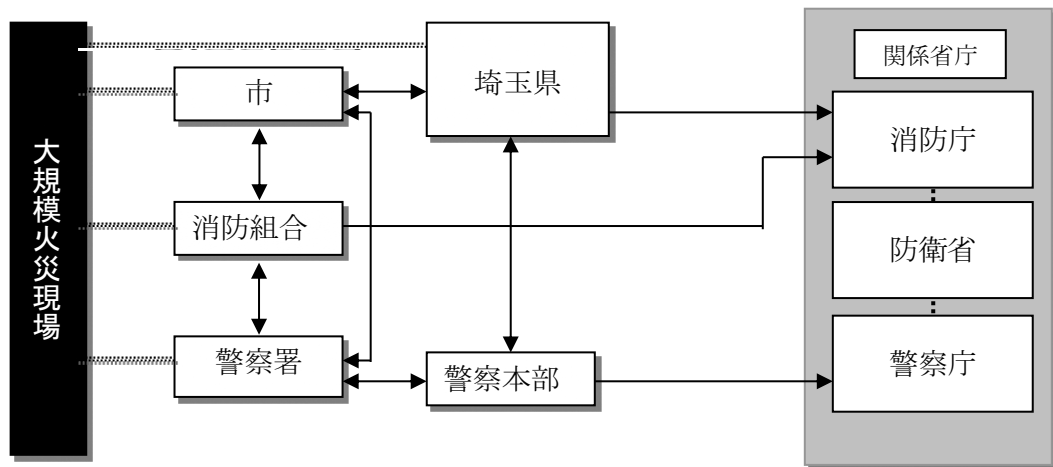 大規模火災現場
市
消防組合
警察署
埼玉県
警察本部
関係省庁
消防庁
防衛省
警察庁